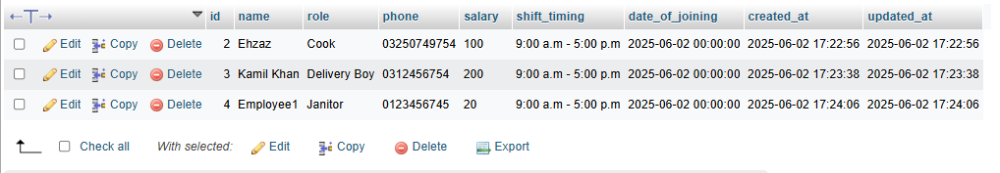 id name role phone salary shift_timing date_of_joining created_at updated_at
Edit Copy Delete 2 Ehzaz Cook 03250749754 100 9:00 a.m - 5:00 p.m 2025-06-02 00:00:00 2025-06-02 17:22:56 2025-06-02 17:22:56
Edit Copy Delete 3 Kamil Khan Delivery Boy 0312456754 200 9:00 a.m - 5:00 p.m 2025-06-02 00:00:00 2025-06-02 17:23:38 2025-06-02 17:23:38
Edit Copy Delete 4 Employee1 Janitor 0123456745 20 9:00 a.m - 5:00 p.m 2025-06-02 00:00:00 2025-06-02 17:24:06 2025-06-02 17:24:06
Check all With selected: Edit Copy Delete Export